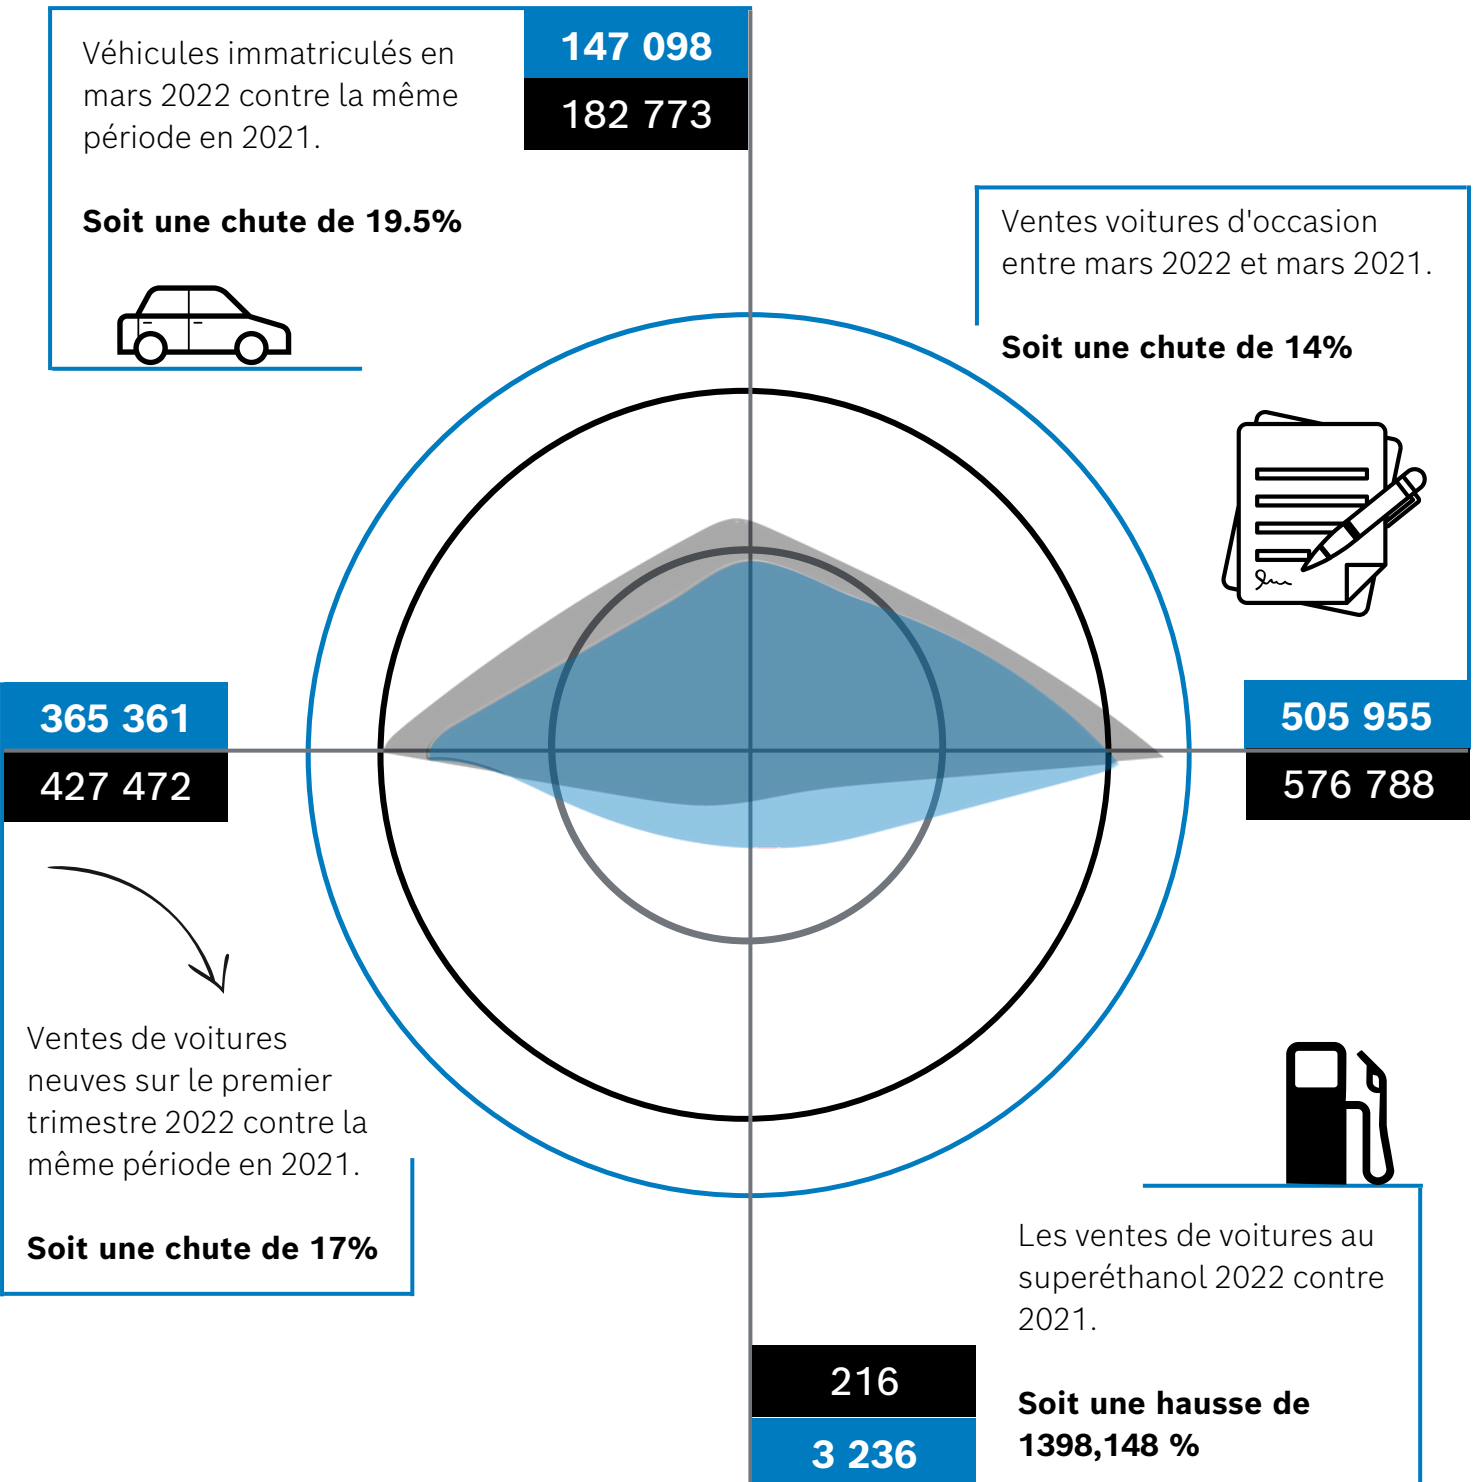 Véhicules immatriculés en
mars 2022 contre la même
période en 2021.
Soit une chute de 19.5%
147 098
182 773
Ventes voitures d'occasion
entre mars 2022 et mars 2021.
Soit une chute de 14%
505 955
576 788
365 361
427 472
Ventes de voitures
neuves sur le premier
trimestre 2022 contre la
même période en 2021.
Soit une chute de 17%
Les ventes de voitures au
superéthanol 2022 contre
2021.
Soit une hausse de
1398,148 %
216
3 236